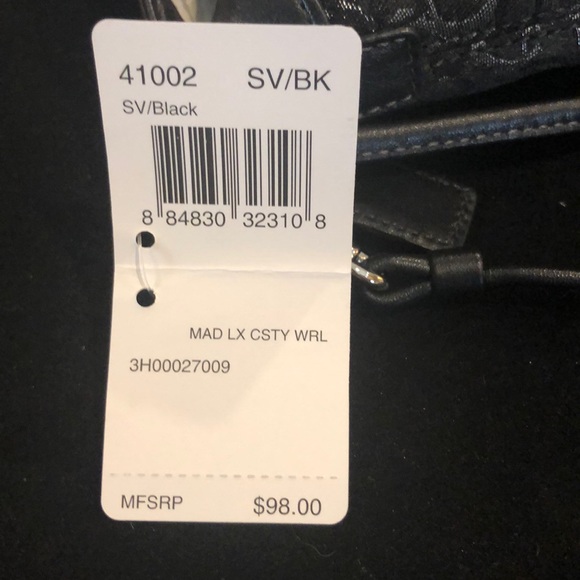 41002 SV/BK
SV/Black
8 84830 32310 8
MAD LX CSTY WRL
3H00027009
MFSRP $98.00